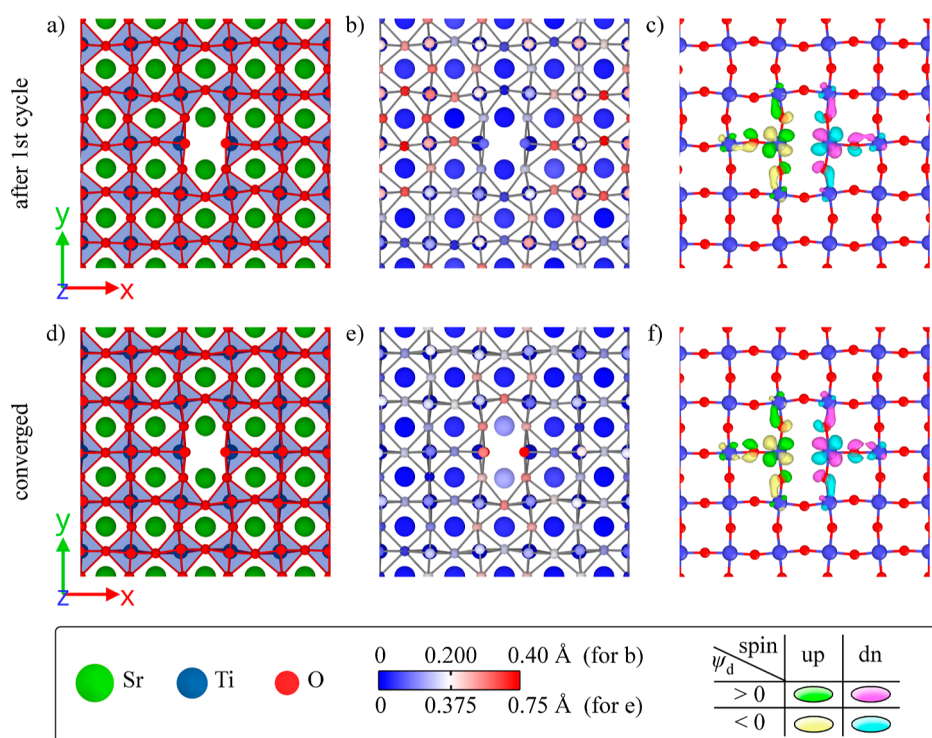 a)
b)
c)
after 1st cycle
y
z
x
d)
e)
f)
converged
y
z
x
Sr
Ti
O
0 0.200 0.40 Å (for b)
0 0.375 0.75 Å (for e)
spin
ψd
up
dn
> 0
< 0